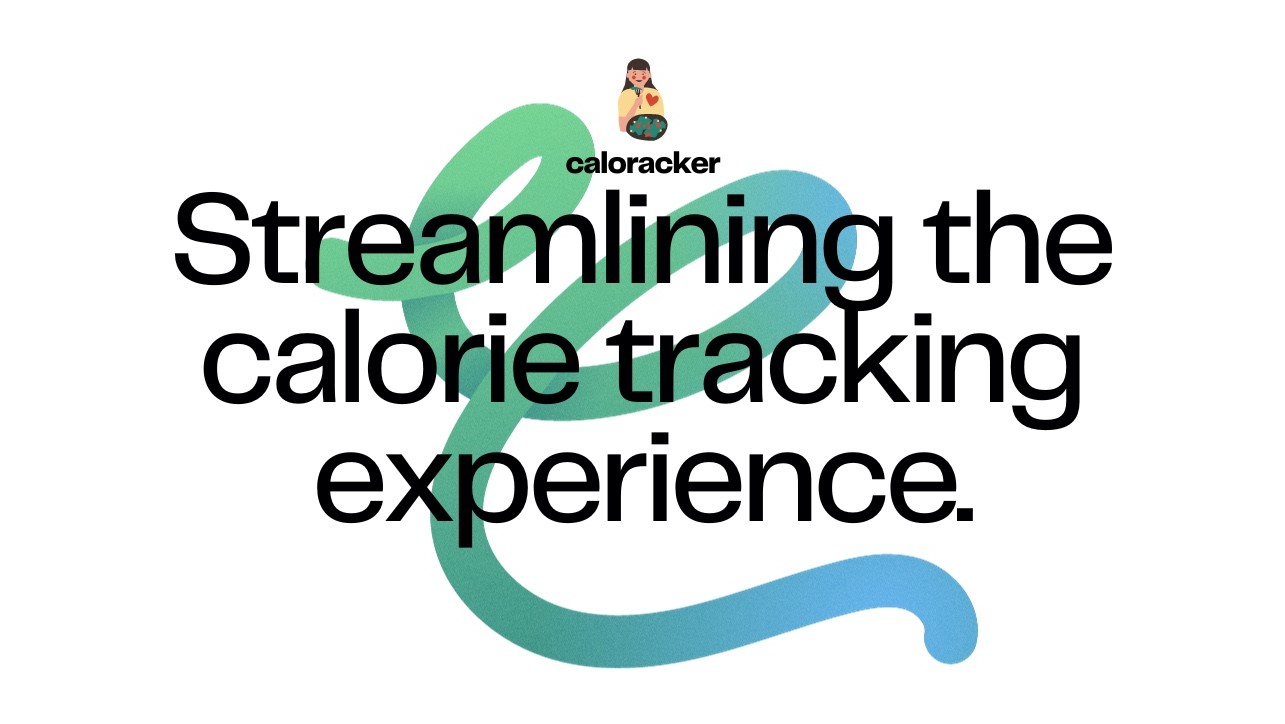 caloracker
Streamlining the
calorie tracking
experience.